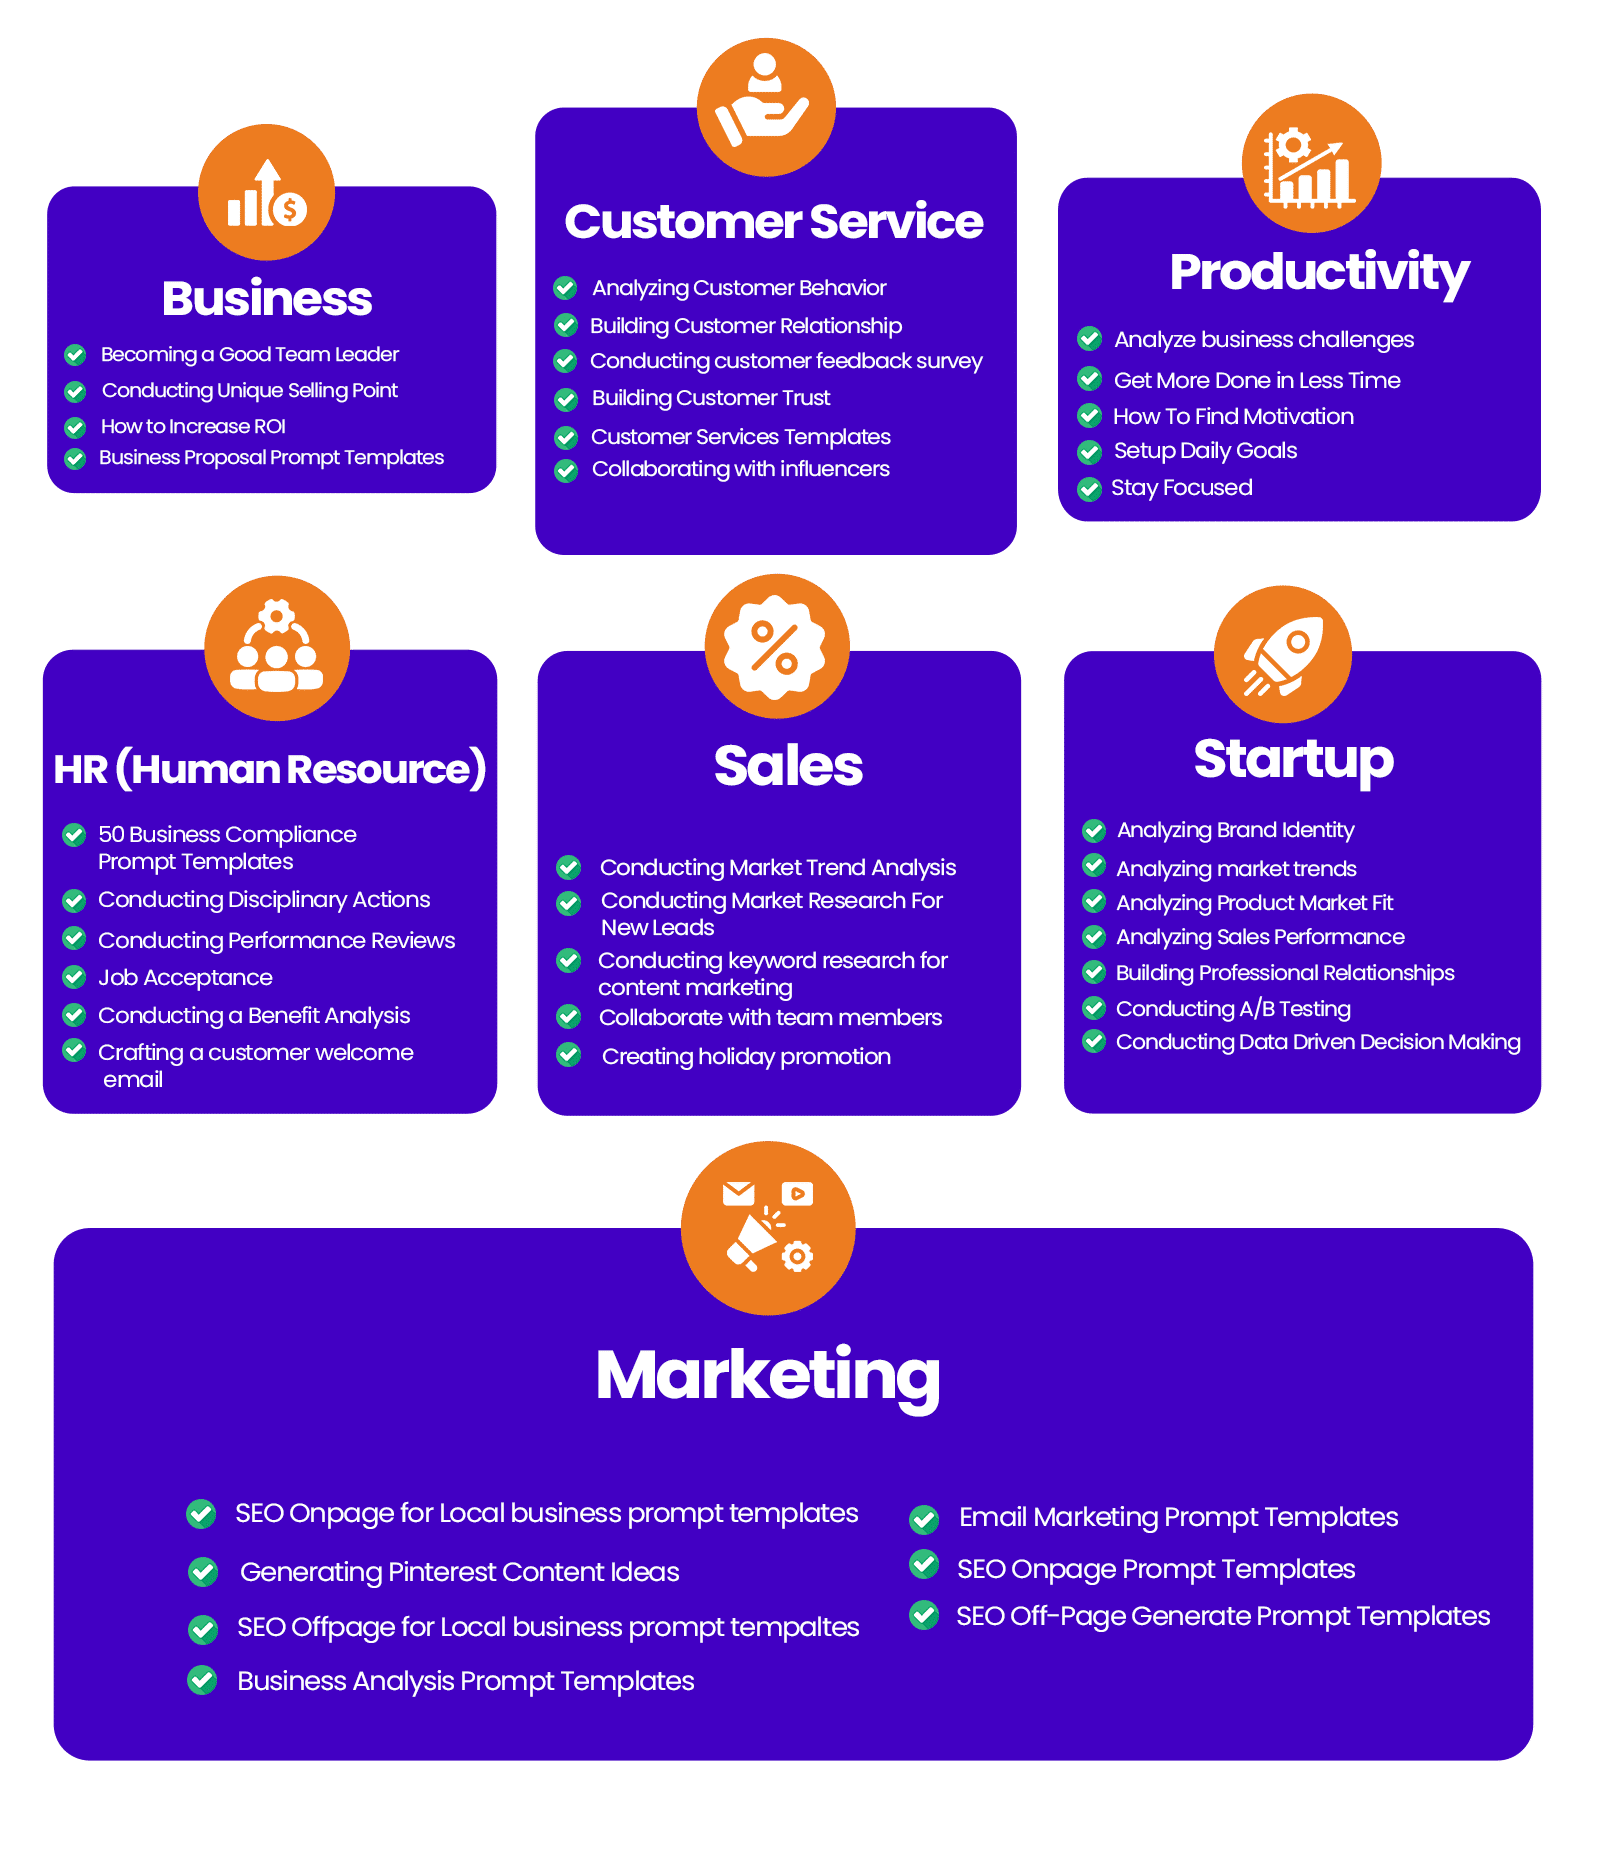 Business
Becoming a Good Team Leader
Conducting Unique Selling Point
How to Increase ROI
Business Proposal Prompt Templates
Customer Service
Analyzing Customer Behavior
Building Customer Relationship
Conducting customer feedback survey
Building Customer Trust
Customer Services Templates
Collaborating with influencers
Productivity
Analyze business challenges
Get More Done in Less Time
How To Find Motivation
Setup Daily Goals
Stay Focused
HR (Human Resource)
50 Business Compliance
Prompt Templates
Conducting Disciplinary Actions
Conducting Performance Reviews
Job Acceptance
Conducting a Benefit Analysis
Crafting a customer welcome
email
Sales
Conducting Market Trend Analysis
Conducting Market Research For
New Leads
Conducting keyword research for
content marketing
Collaborate with team members
Creating holiday promotion
Startup
Analyzing Brand Identity
Analyzing market trends
Analyzing Product Market Fit
Analyzing Sales Performance
Building Professional Relationships
Conducting A/B Testing
Conducting Data Driven Decision Making
Marketing
SEO Onpage for Local business prompt templates
Generating Pinterest Content Ideas
SEO Offpage for Local business prompt tempaltes
Business Analysis Prompt Templates
Email Marketing Prompt Templates
SEO Onpage Prompt Templates
SEO Off-Page Generate Prompt Templates